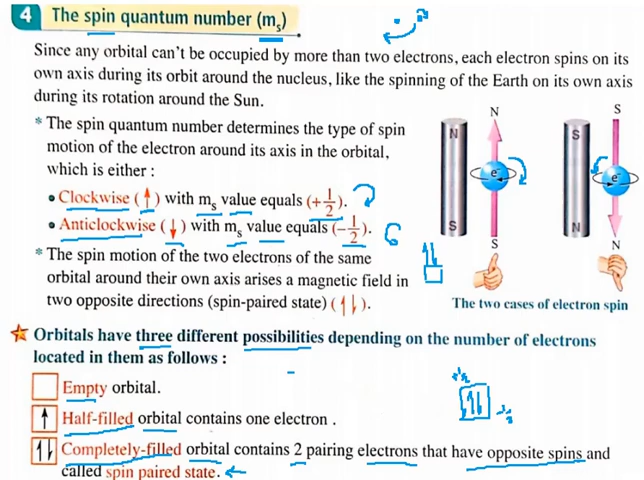 4 The spin quantum number (mₛ)
Since any orbital can't be occupied by more than two electrons, each electron spins on its
own axis during its orbit around the nucleus, like the spinning of the Earth on its own axis
during its rotation around the Sun.
* The spin quantum number determines the type of spin
motion of the electron around its axis in the orbital,
which is either :
• Clockwise (↑) with mₛ value equals (+1/2).
• Anticlockwise (↓) with mₛ value equals (-1/2).
* The spin motion of the two electrons of the same
orbital around their own axis arises a magnetic field in
two opposite directions (spin-paired state) (↑↓).
N
N
e⁻
S
S
S
S
e⁻
N
N
The two cases of electron spin
Orbitals have three different possibilities depending on the number of electrons
located in them as follows :
Empty orbital.
↑ Half-filled orbital contains one electron .
↑↓ Completely-filled orbital contains 2 pairing electrons that have opposite spins and
called spin paired state.
+½
-½